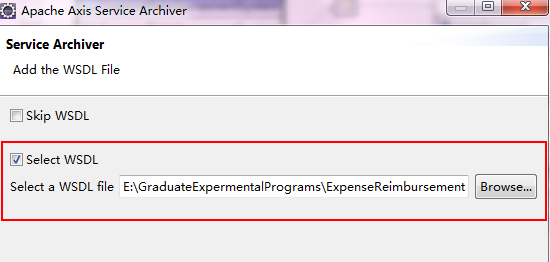 Apache Axis Service Archiver
Service Archiver
Add the WSDL File
Skip WSDL
Select WSDL
Select a WSDL file E:\GraduateExpermentalPrograms\ExpenseReimbursement Browse...